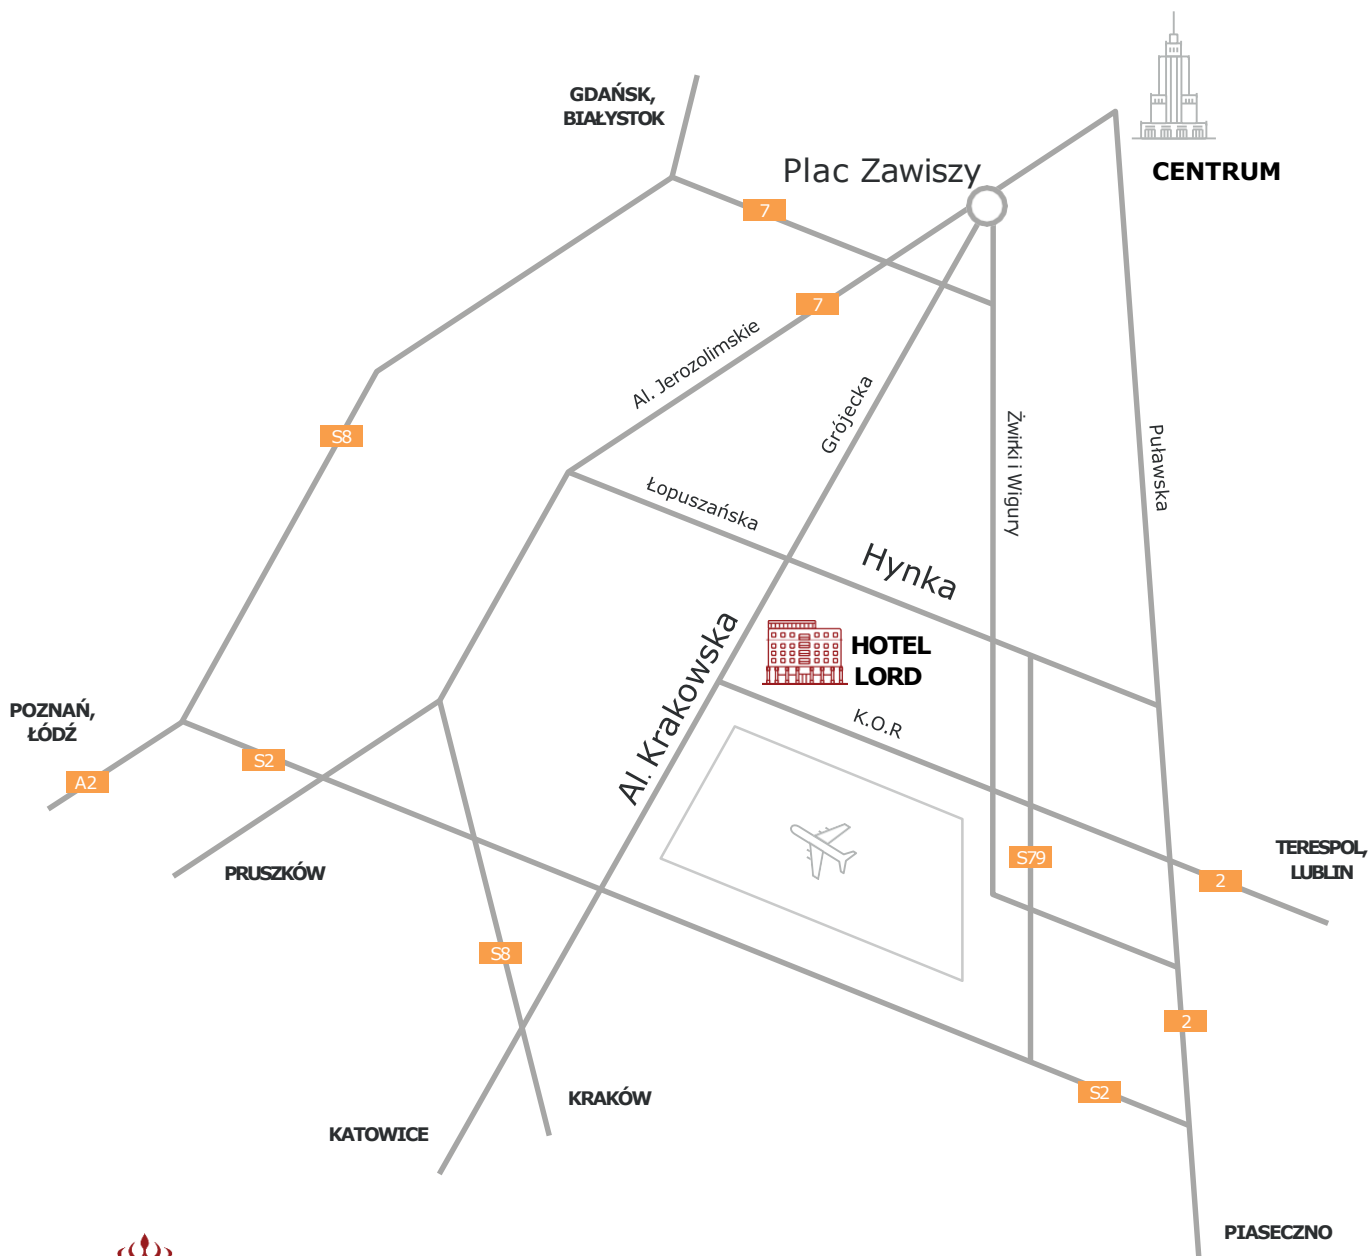 GDAŃSK,
BIAŁYSTOK
CENTRUM
Plac Zawiszy
7
7
Al. Jerozolimskie
Grójecka
Żwirki i Wigury
Puławska
S8
Łopuszańska
Hynka
Al. Krakowska
HOTEL
LORD
K.O.R
POZNAŃ,
ŁÓDŹ
S2
A2
PRUSZKÓW
S79
TERESPOL,
LUBLIN
2
S8
2
S2
KRAKÓW
KATOWICE
PIASECZNO